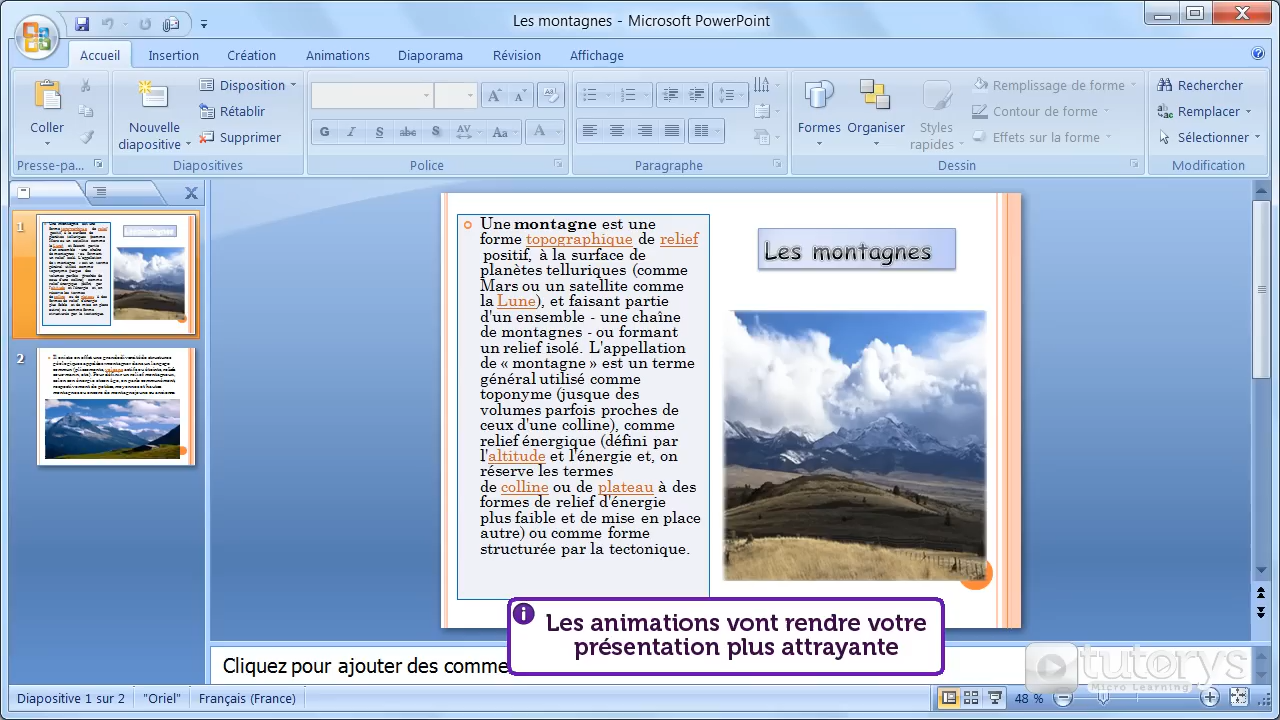 Les montagnes - Microsoft PowerPoint
Accueil
Insertion
Création
Animations
Diaporama
Révision
Affichage
Coller
Presse-pa...
Nouvelle
diapositive
Disposition
Rétablir
Supprimer
Diapositives
G I S abc S AV Aa A
Police
Paragraphe
Formes
Organiser
Styles
rapides
Remplissage de forme
Contour de forme
Effets sur la forme
Dessin
Rechercher
Remplacer
Sélectionner
Modification
1
2
Une montagne est une
forme topographique de relief
positif, à la surface de
planètes telluriques (comme
Mars ou un satellite comme
la Lune), et faisant partie
d'un ensemble - une chaîne
de montagnes - ou formant
un relief isolé. L'appellation
de « montagne » est un terme
général utilisé comme
toponyme (jusque des
volumes parfois proches de
ceux d'une colline), comme
relief énergique (défini par
l'altitude et l'énergie et, on
réserve les termes
de colline ou de plateau à des
formes de relief d'énergie
plus faible et de mise en place
autre) ou comme forme
structurée par la tectonique.
Les montagnes
Les animations vont rendre votre
présentation plus attrayante
Cliquez pour ajouter des comme
tutorys
Micro Learning
Diapositive 1 sur 2
"Oriel"
Français (France)
48 %